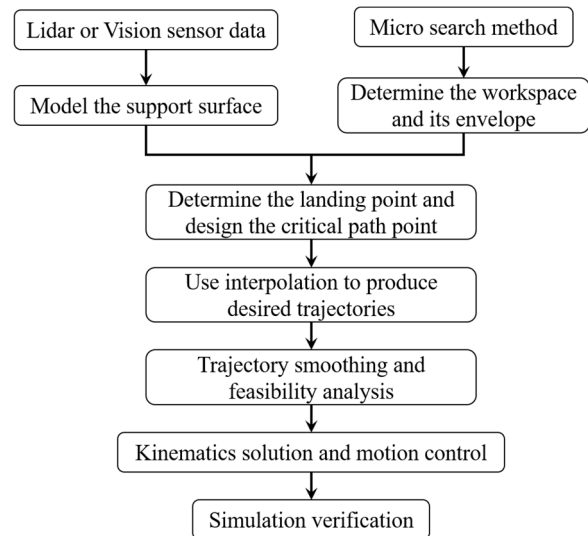 Lidar or Vision sensor data
Micro search method
Model the support surface
Determine the workspace
and its envelope
Determine the landing point and
design the critical path point
Use interpolation to produce
desired trajectories
Trajectory smoothing and
feasibility analysis
Kinematics solution and motion control
Simulation verification